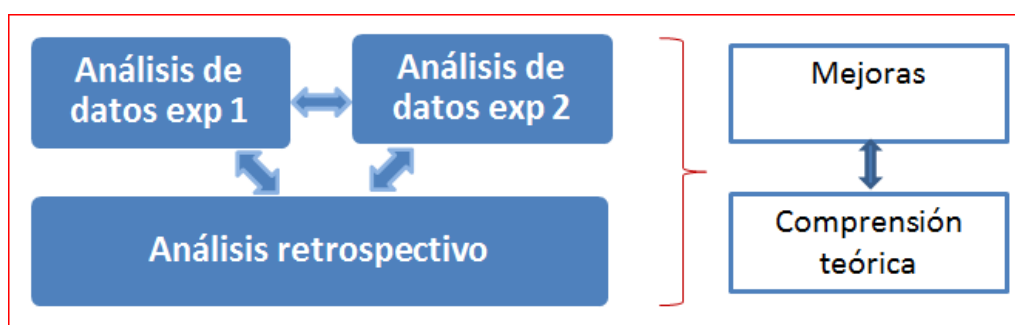 Análisis de
datos exp 1
Análisis de
datos exp 2
Análisis retrospectivo
Mejoras
Comprensión
teórica